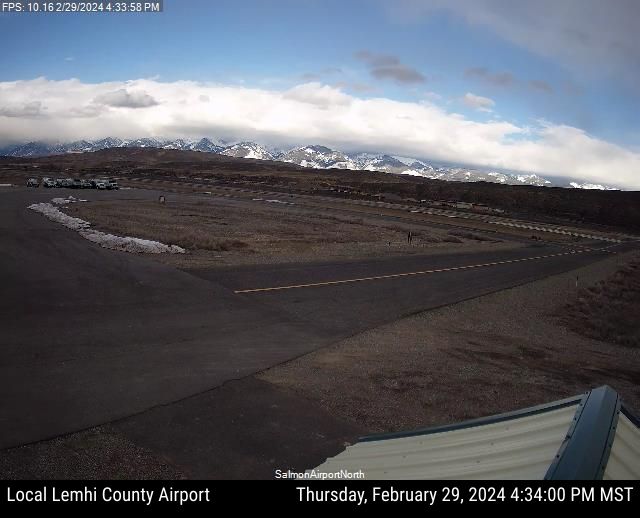 FPS: 10.16 2/29/2024 4:33:58 PM
SalmonAirportNorth
Local Lemhi County Airport Thursday, February 29, 2024 4:34:00 PM MST